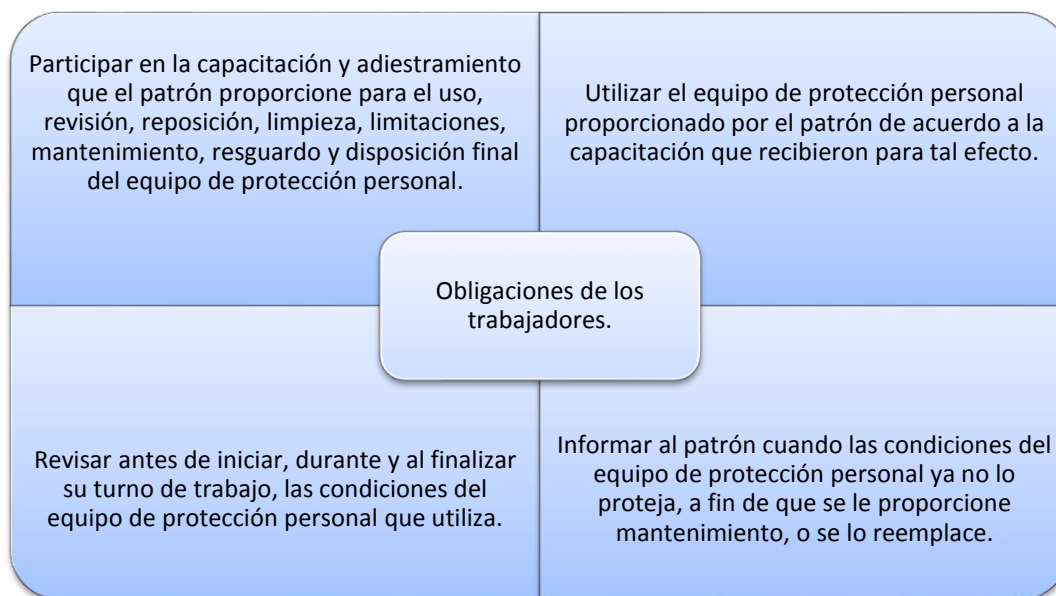 Participar en la capacitación y adiestramiento
que el patrón proporcione para el uso,
revisión, reposición, limpieza, limitaciones,
mantenimiento, resguardo y disposición final
del equipo de protección personal.
Utilizar el equipo de protección personal
proporcionado por el patrón de acuerdo a la
capacitación que recibieron para tal efecto.
Obligaciones de los
trabajadores.
Revisar antes de iniciar, durante y al finalizar
su turno de trabajo, las condiciones del
equipo de protección personal que utiliza.
Informar al patrón cuando las condiciones del
equipo de protección personal ya no lo
proteja, a fin de que se le proporcione
mantenimiento, o se lo reemplace.